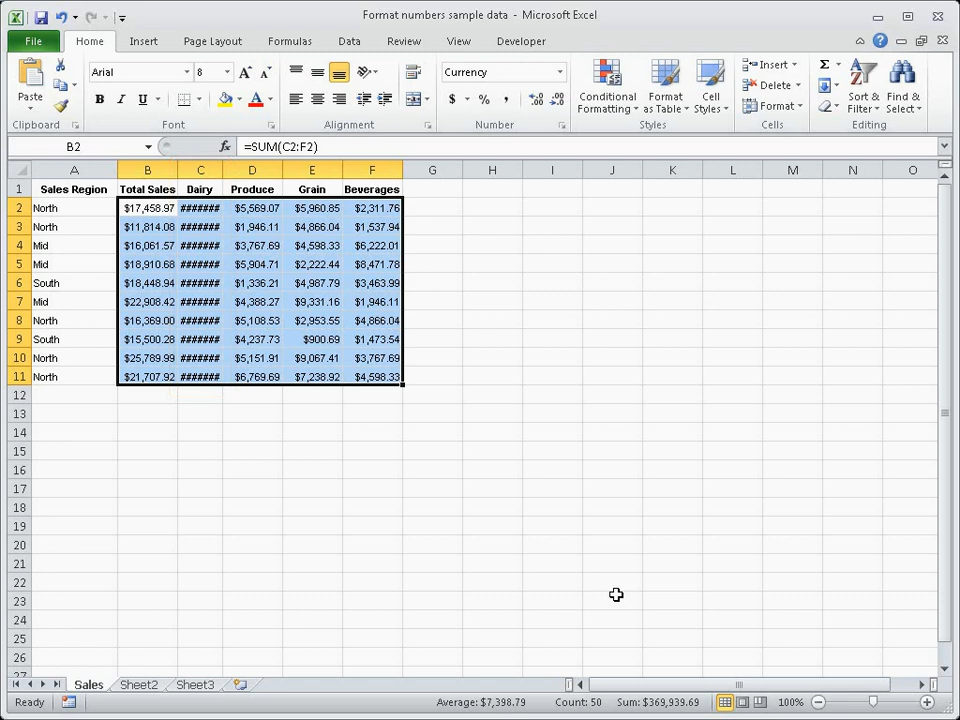 Format numbers sample data - Microsoft Excel
File Home Insert Page Layout Formulas Data Review View Developer
Paste
Arial 8
B I U A
Currency
$ % ,
Conditional Formatting
Format as Table
Cell Styles
Insert
Delete
Format
Σ
Sort & Filter
Find & Select
Clipboard Font Alignment Number Styles Cells Editing
B2 fx =SUM(C2:F2)
A B C D E F G H I J K L M N O
1 Sales Region Total Sales Dairy Produce Grain Beverages
2 North $17,458.97 ####### $5,569.07 $5,960.85 $2,311.76
3 North $11,814.08 ####### $1,946.11 $4,866.04 $1,537.94
4 Mid $16,061.57 ####### $3,767.69 $4,598.33 $6,222.01
5 Mid $18,910.68 ####### $5,904.71 $2,222.44 $8,471.78
6 South $18,448.94 ####### $1,336.21 $4,987.79 $3,463.99
7 Mid $22,908.42 ####### $4,388.27 $9,331.16 $1,946.11
8 North $16,369.00 ####### $5,108.53 $2,953.55 $4,866.04
9 South $15,500.28 ####### $4,237.73 $900.69 $1,473.54
10 North $25,789.99 ####### $5,151.91 $9,067.41 $3,767.69
11 North $21,707.92 ####### $6,769.69 $7,238.92 $4,598.33
12
13
14
15
16
17
18
19
20
21
22
23
24
25
26
27
Sales Sheet2 Sheet3
Ready Average: $7,398.79 Count: 50 Sum: $369,939.69 100%